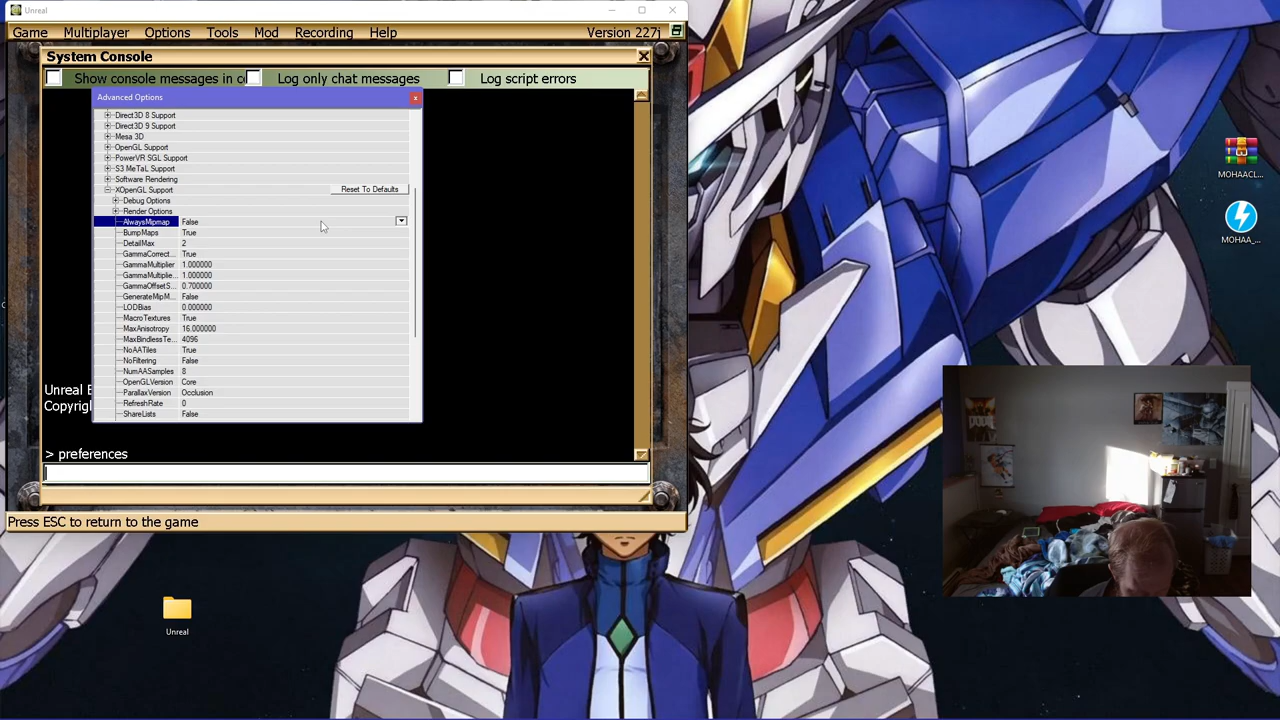 Unreal
Game Multiplayer Options Tools Mod Recording Help Version 227j
System Console
Show console messages in c
Log only chat messages
Log script errors
Advanced Options
Direct3D 8 Support
Direct3D 9 Support
Mesa 3D
OpenGL Support
PowerVR SGL Support
S3 MeTaL Support
Software Rendering
XOpenGL Support Reset To Defaults
Debug Options
Render Options
AlwaysMipmap False
BumpMaps True
DetailMax 2
GammaCorrect... True
GammaMultiplier 1.000000
GammaMultiplie... 1.000000
GammaOffsetS... 0.700000
GenerateMipM... False
LODBias 0.000000
MacroTextures True
MaxAnisotropy 16.000000
MaxBindlessTe... 4096
NoAATiles True
NoFiltering False
NumAASamples 8
OpenGLVersion Core
ParallaxVersion Occlusion
RefreshRate 0
ShareLists False
Unreal E
Copyrig
> preferences
Press ESC to return to the game
MOHAACL...
MOHAA_...
Unreal